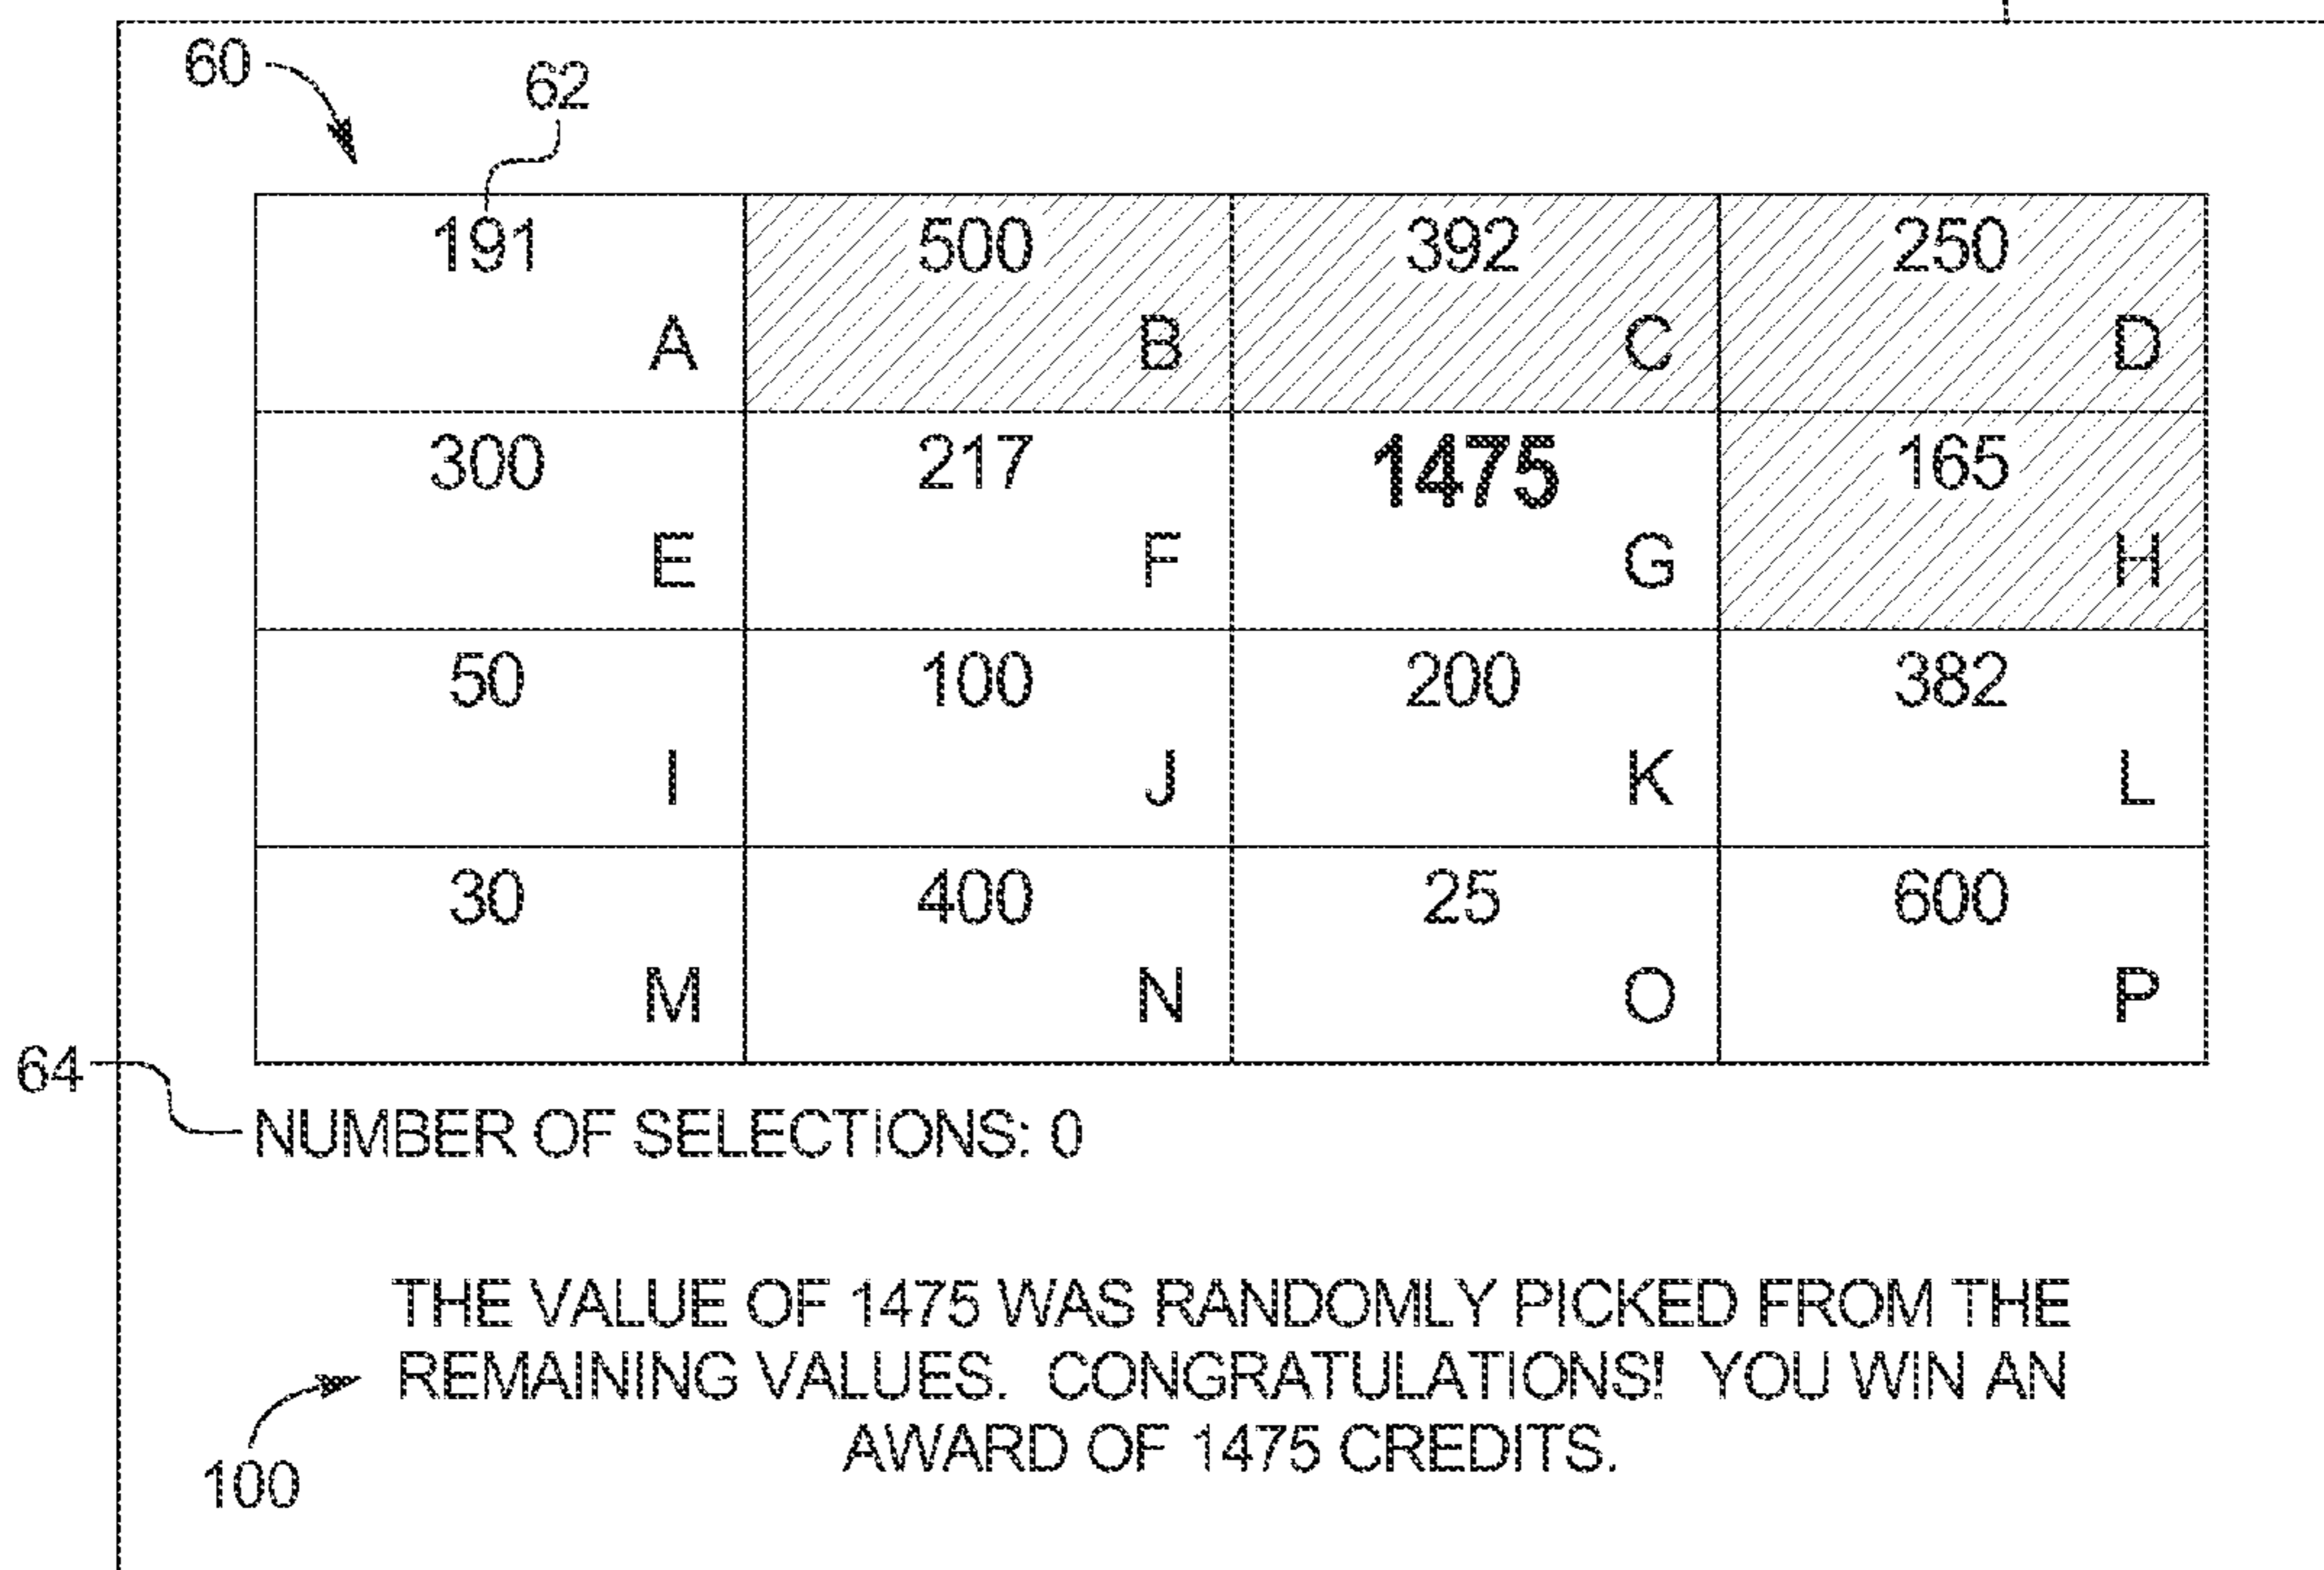 60
62
191 500 392 250
A B C D
300 217 1475 165
E F G H
50 100 200 382
I J K L
30 400 25 600
M N O P
64
NUMBER OF SELECTIONS: 0
THE VALUE OF 1475 WAS RANDOMLY PICKED FROM THE
REMAINING VALUES. CONGRATULATIONS! YOU WIN AN
AWARD OF 1475 CREDITS.
100